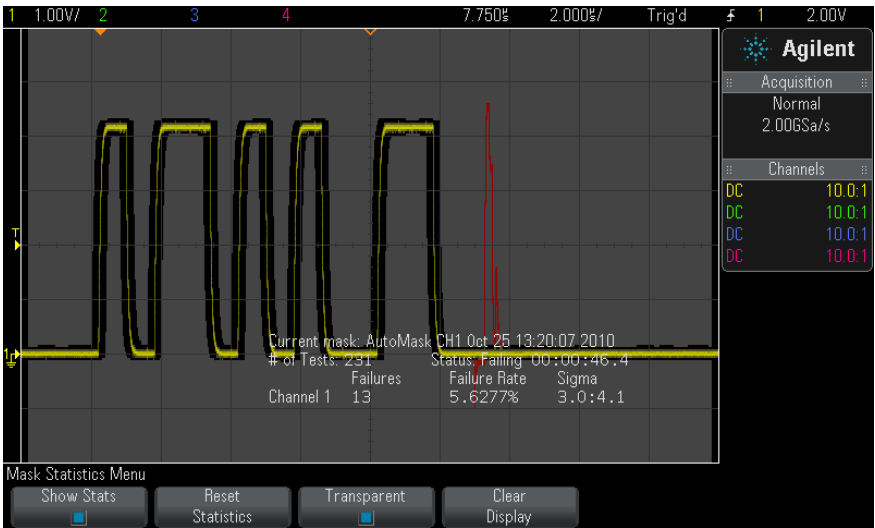 1 1.00V/ 2 3 4 7.750s 2.000s/ Trig'd 1 2.00V
Agilent
Acquisition
Normal
2.00GSa/s
Channels
DC 10.0:1
DC 10.0:1
DC 10.0:1
DC 10.0:1
T
1
Current mask: AutoMask CH1 Oct 25 13:20:07 2010
# of Tests: 231 Status: Failing 00:00:46.4
Failures Failure Rate Sigma
Channel 1 13 5.6277% 3.0:4.1
Mask Statistics Menu
Show Stats
Reset Statistics
Transparent
Clear Display